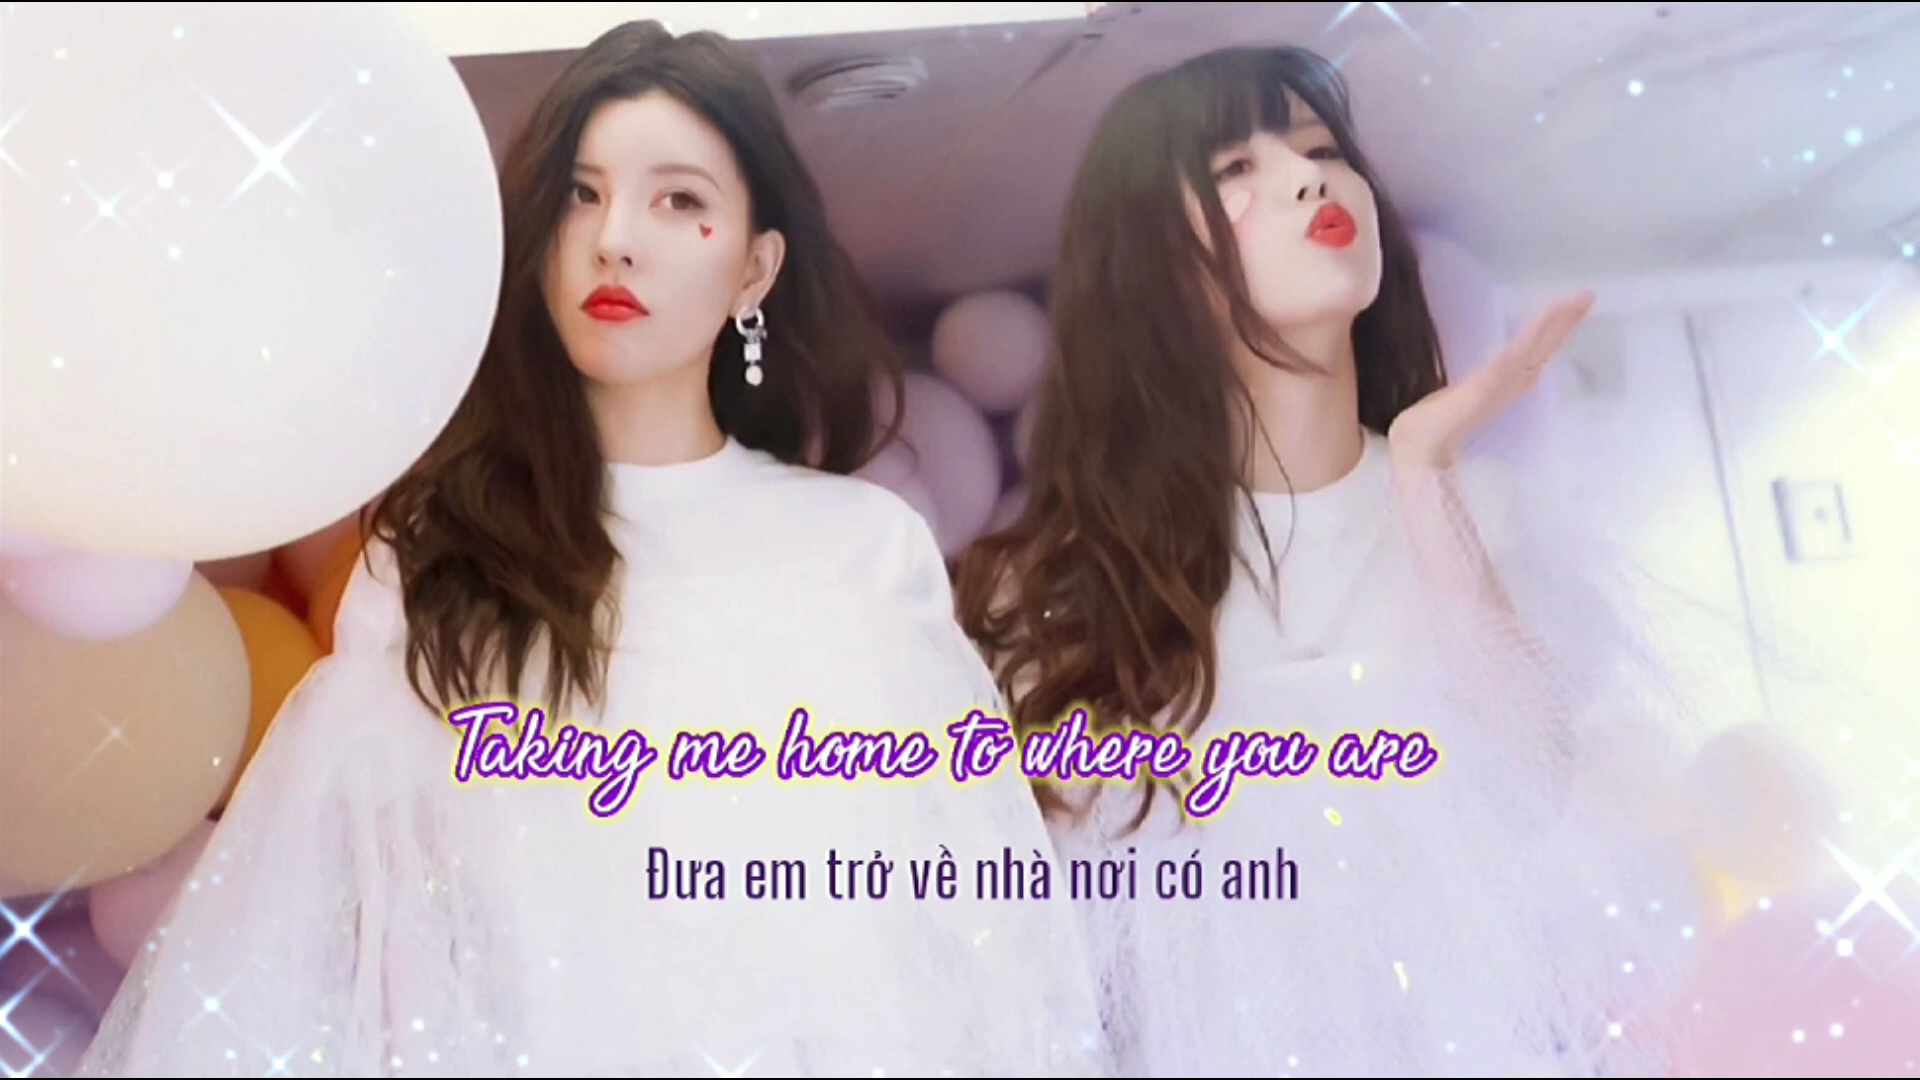 Taking me home to where you are
Đưa em trở về nhà nơi có anh